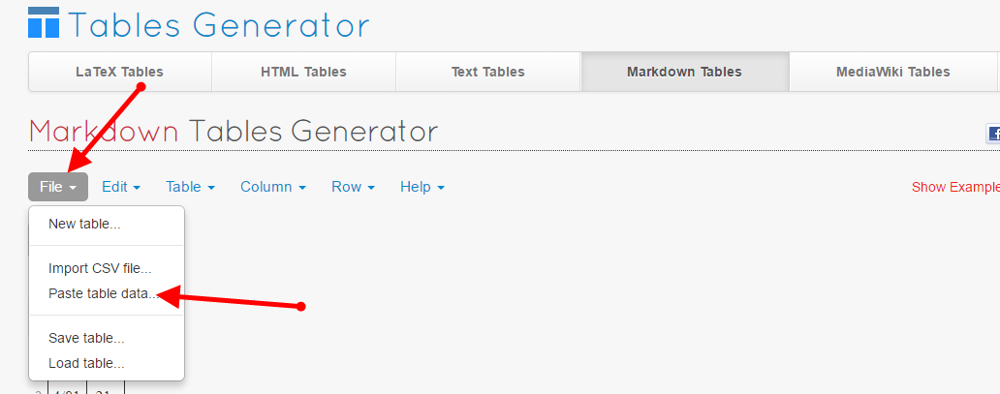 Tables Generator
LaTeX Tables HTML Tables Text Tables Markdown Tables MediaWiki Tables
Markdown Tables Generator
File Edit Table Column Row Help Show Example
New table...
Import CSV file...
Paste table data...
Save table...
Load table...